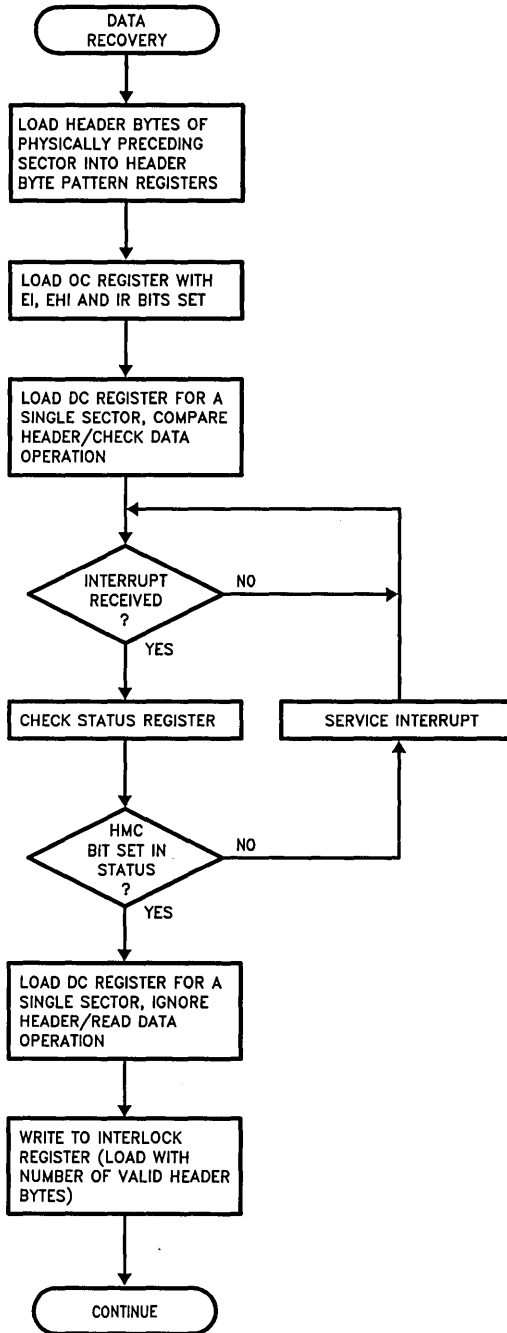 DATA
RECOVERY
LOAD HEADER BYTES OF
PHYSICALLY PRECEDING
SECTOR INTO HEADER
BYTE PATTERN REGISTERS
LOAD OC REGISTER WITH
EI, EHI AND IR BITS SET
LOAD DC REGISTER FOR A
SINGLE SECTOR, COMPARE
HEADER/CHECK DATA
OPERATION
INTERRUPT
RECEIVED
?
NO
YES
CHECK STATUS REGISTER
SERVICE INTERRUPT
HMC
BIT SET IN
STATUS
?
NO
YES
LOAD DC REGISTER FOR A
SINGLE SECTOR, IGNORE
HEADER/READ DATA
OPERATION
WRITE TO INTERLOCK
REGISTER (LOAD WITH
NUMBER OF VALID HEADER
BYTES)
CONTINUE